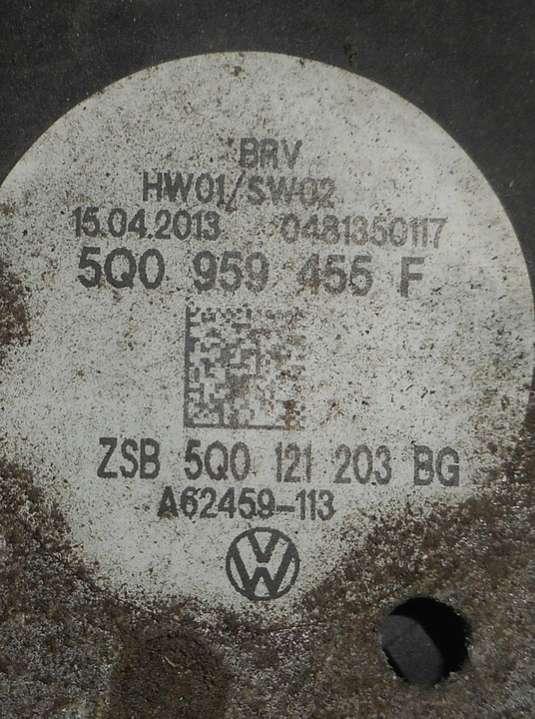 BRV
HW01/SW02
15.04.2013 0481350117
5Q0 959 455 F
ZSB 5Q0 121 203 BG
A62459-113